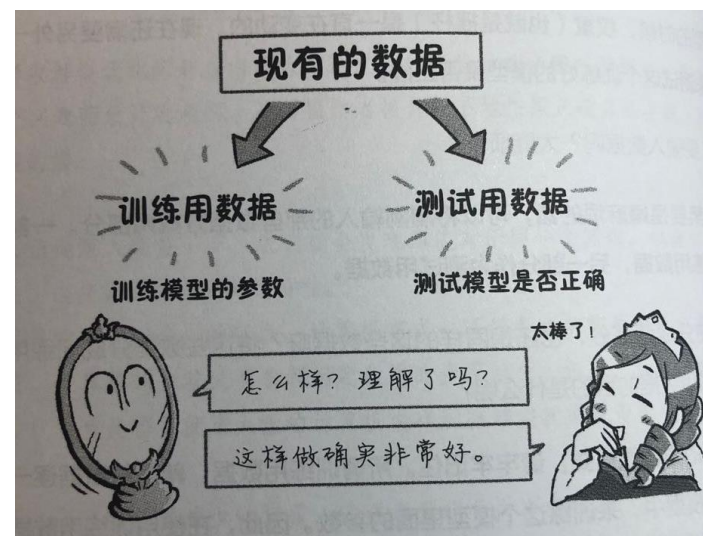 现有的数据
训练用数据
测试用数据
训练模型的参数
测试模型是否正确
太棒了！
怎么样？理解了吗？
这样做确实非常好。